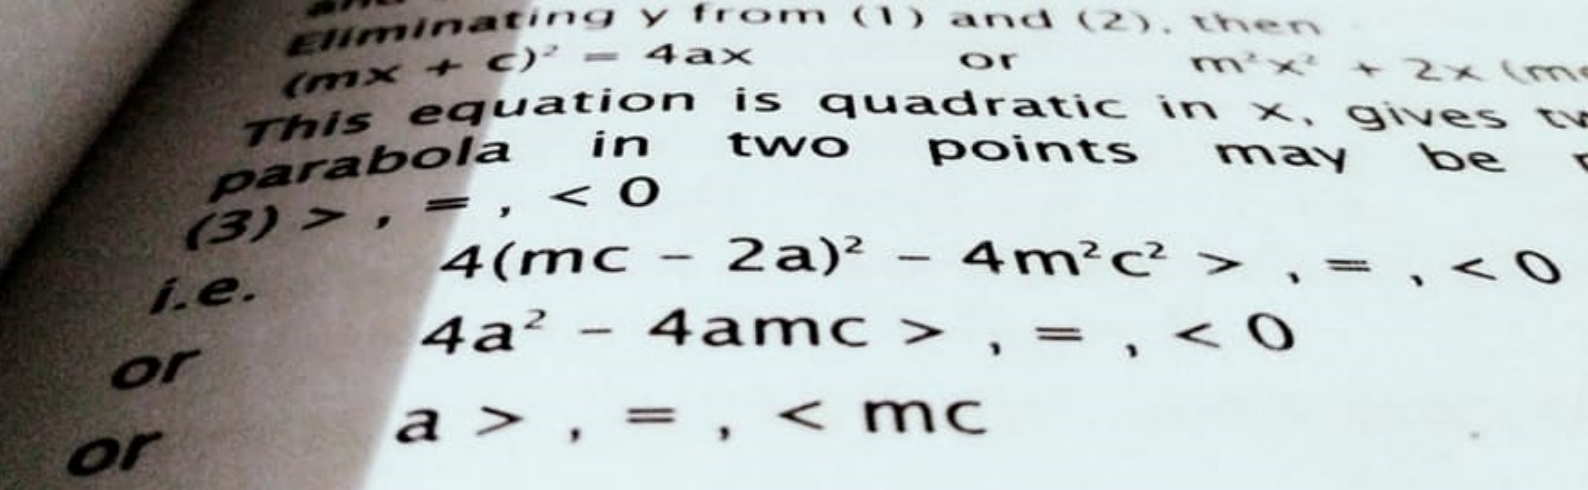 Eliminating y from (1) and (2), then
(mx + c)² = 4ax or m²x² + 2x (m
This equation is quadratic in x, gives tw
parabola in two points may be
(3) > , = , < 0
i.e. 4(mc - 2a)² - 4m²c² > , = , < 0
or 4a² - 4amc > , = , < 0
or a > , = , < mc